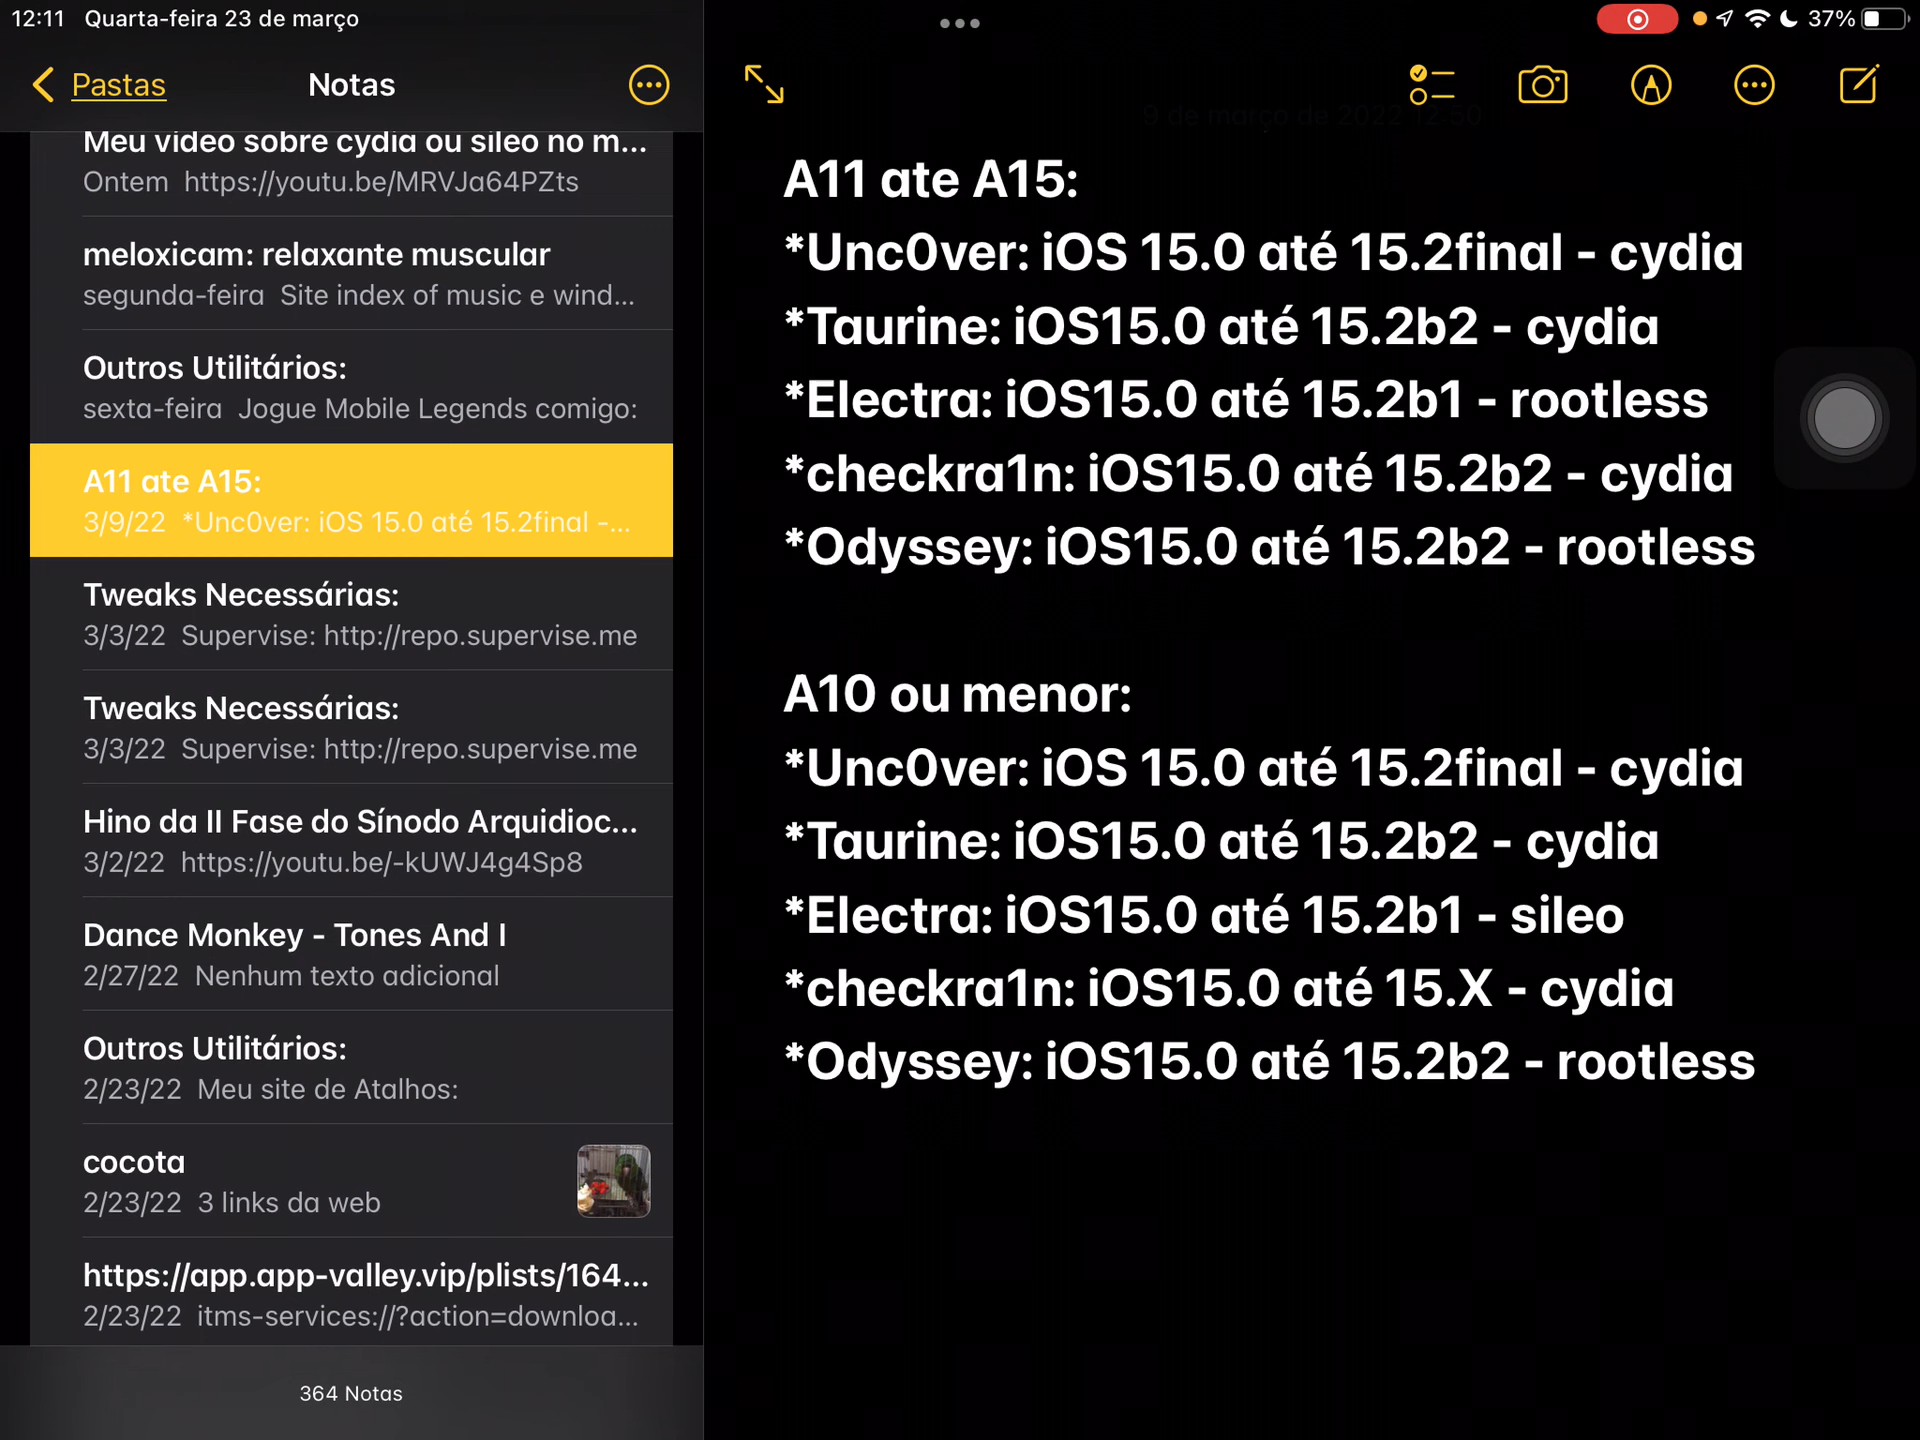 12:11 Quarta-feira 23 de março
37%
Pastas
Notas
Meu vídeo sobre cydia ou sileo no m...
Ontem https://youtu.be/MRVJa64PZts
meloxicam: relaxante muscular
segunda-feira Site index of music e wind...
Outros Utilitários:
sexta-feira Jogue Mobile Legends comigo:
A11 ate A15:
3/9/22 *Unc0ver: iOS 15.0 até 15.2final -...
Tweaks Necessárias:
3/3/22 Supervise: http://repo.supervise.me
Tweaks Necessárias:
3/3/22 Supervise: http://repo.supervise.me
Hino da II Fase do Sínodo Arquidioc...
3/2/22 https://youtu.be/-kUWJ4g4Sp8
Dance Monkey - Tones And I
2/27/22 Nenhum texto adicional
Outros Utilitários:
2/23/22 Meu site de Atalhos:
cocota
2/23/22 3 links da web
https://app.app-valley.vip/plists/164...
2/23/22 itms-services://?action=downloa...
364 Notas
9 de março de 2022 12:50
A11 ate A15:
*Unc0ver: iOS 15.0 até 15.2final - cydia
*Taurine: iOS15.0 até 15.2b2 - cydia
*Electra: iOS15.0 até 15.2b1 - rootless
*checkra1n: iOS15.0 até 15.2b2 - cydia
*Odyssey: iOS15.0 até 15.2b2 - rootless
A10 ou menor:
*Unc0ver: iOS 15.0 até 15.2final - cydia
*Taurine: iOS15.0 até 15.2b2 - cydia
*Electra: iOS15.0 até 15.2b1 - sileo
*checkra1n: iOS15.0 até 15.X - cydia
*Odyssey: iOS15.0 até 15.2b2 - rootless